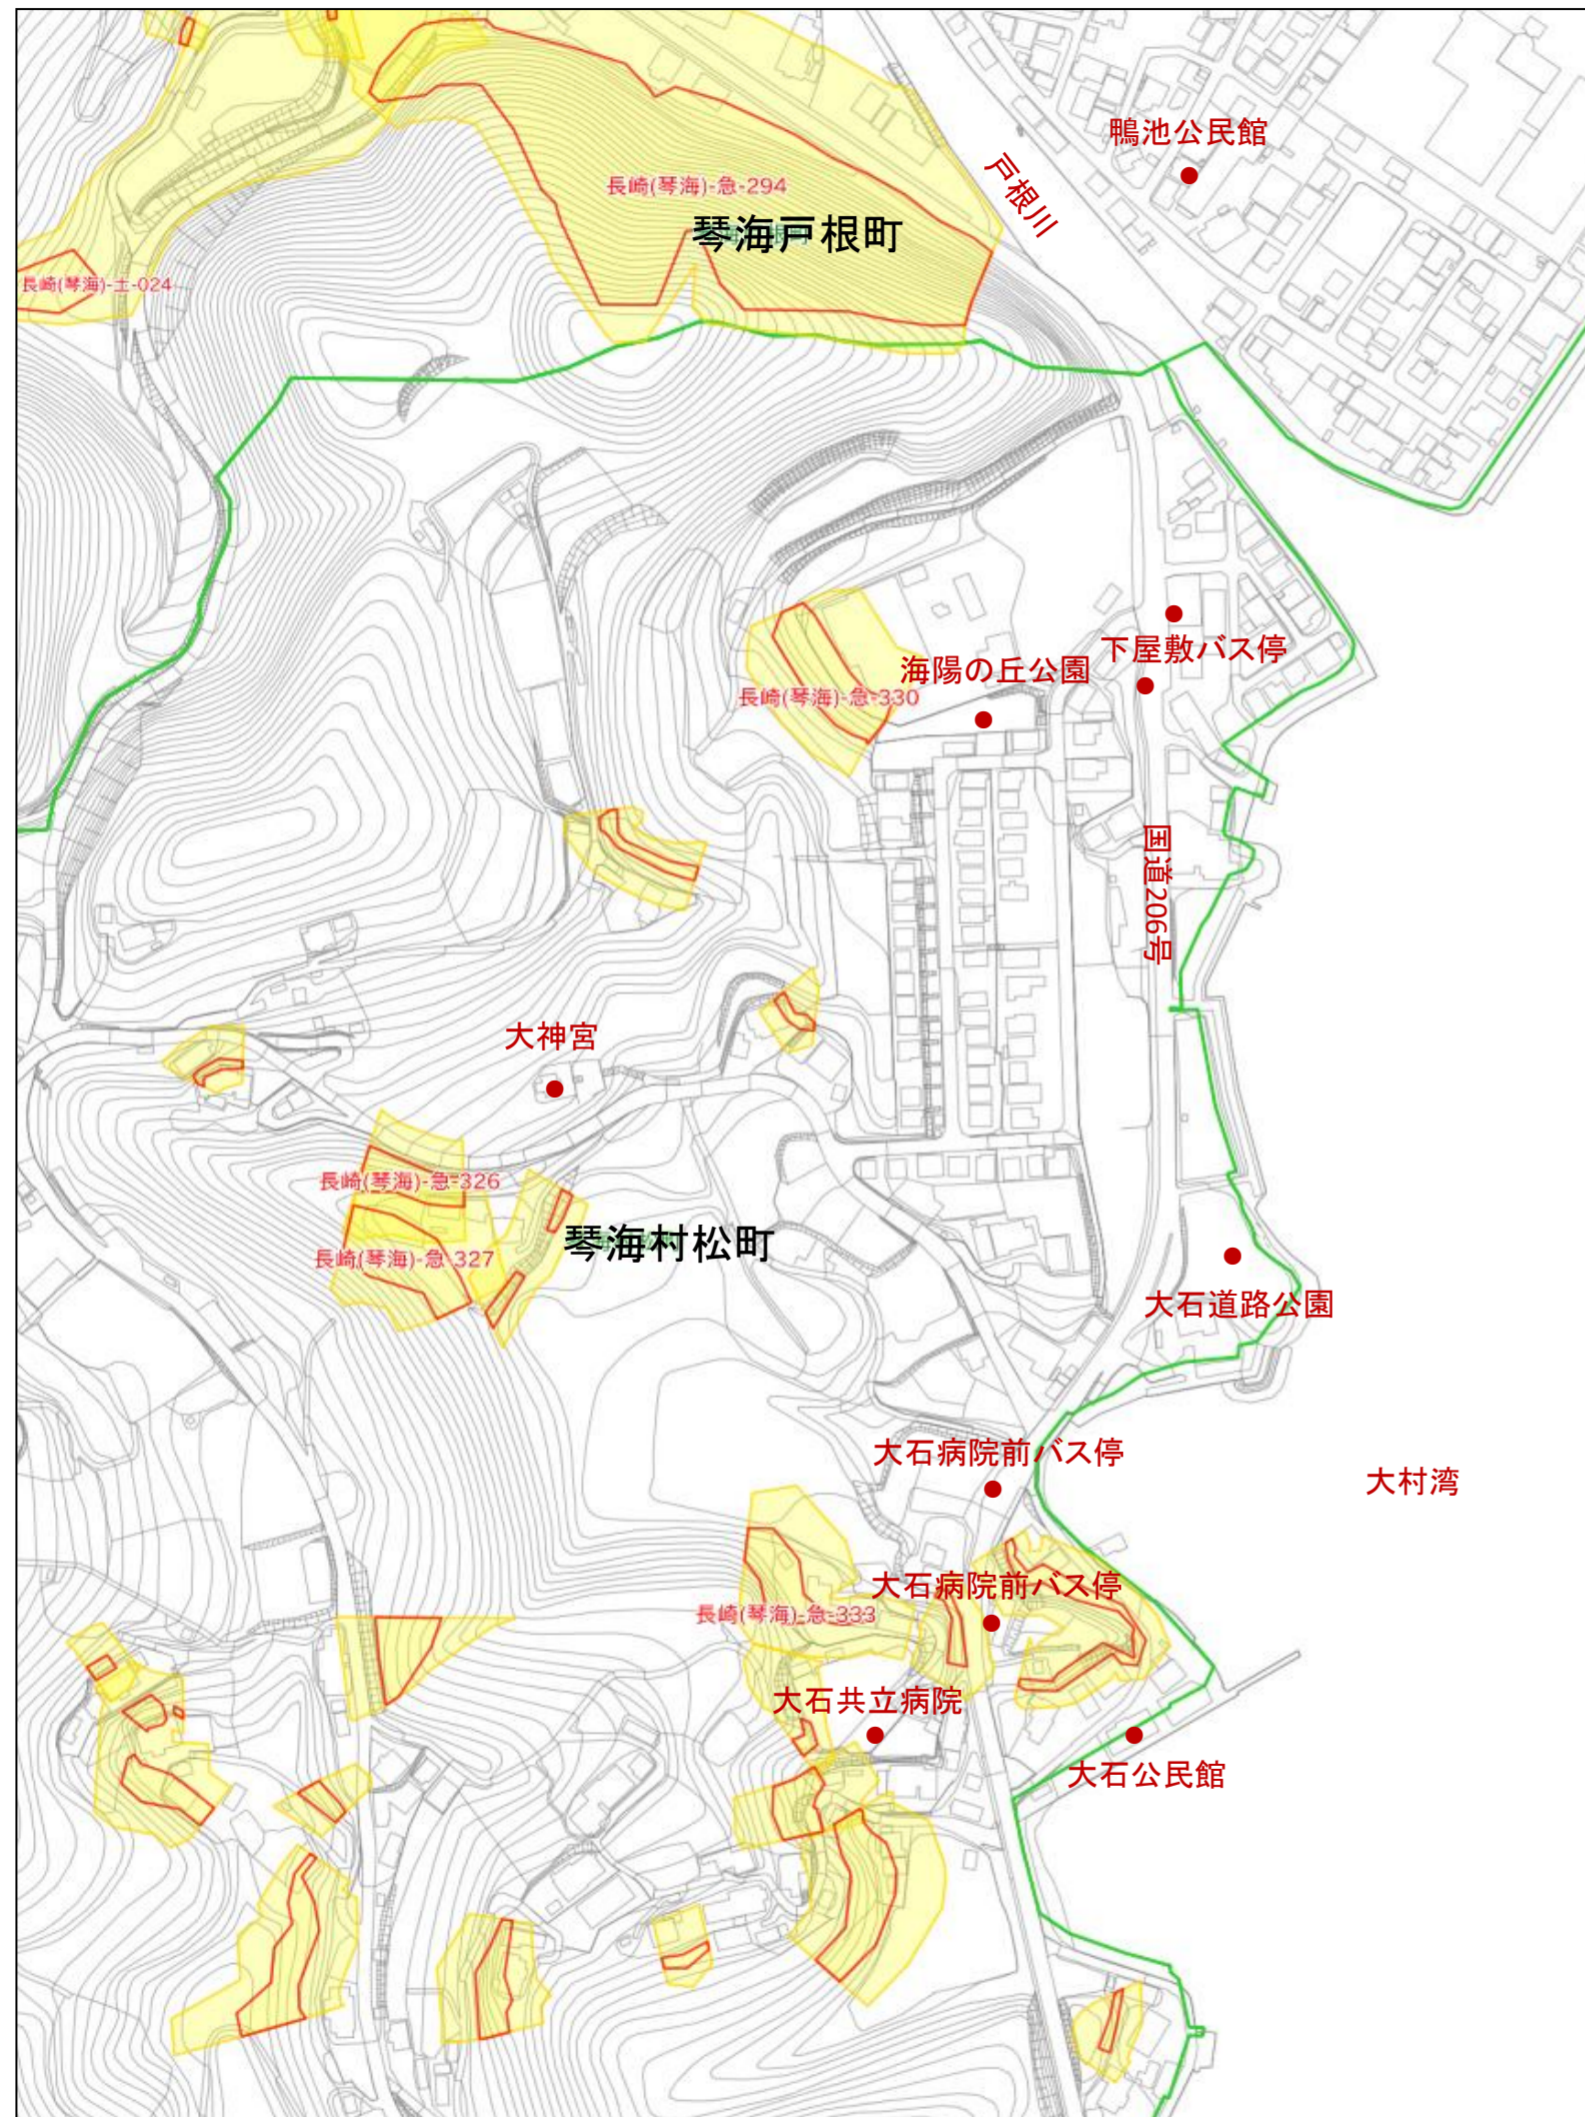 鴨池公民館
戸根川
長崎(琴海)-急-294
琴海戸根町
長崎(琴海)-土-024
下屋敷バス停
海陽の丘公園
長崎(琴海)-急-330
国道206号
大神宮
長崎(琴海)-急-326
琴海村松町
長崎(琴海)-急-327
大石道路公園
大石病院前バス停
大村湾
大石病院前バス停
長崎(琴海)-急-333
大石共立病院
大石公民館